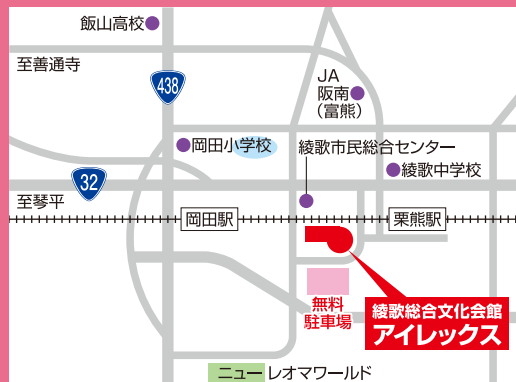 飯山高校
至善通寺
438
JA
阪南
(富熊)
岡田小学校
綾歌市民総合センター
綾歌中学校
32
至琴平
岡田駅
栗熊駅
無料
駐車場
綾歌総合文化会館
アイレックス
ニューレオマワールド